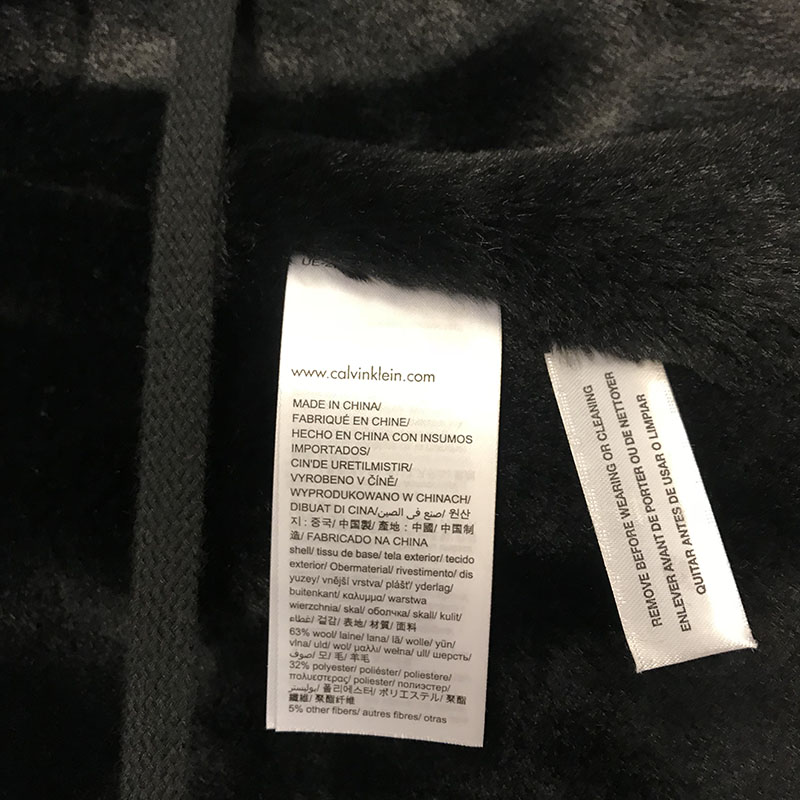 www.calvinklein.com
MADE IN CHINA/
FABRIQUÉ EN CHINE/
HECHO EN CHINA CON INSUMOS
IMPORTADOS/
CIN'DE URETILMISTIR/
VYROBENO V ČÍNĚ/
WYPRODUKOWANO W CHINACH/
DIBUAT DI CINA/صنع في الصين/ 원산
지 : 중국/ 中国製/ 產地 : 中國/ 中国制
造/ FABRICADO NA CHINA
shell/ tissu de base/ tela exterior/ tecido
exterior/ Obermaterial/ rivestimento/ dis
yuzey/ vnější vrstva/ plášť/ yderlag/
buitenkant/ καλυμμα/ warstwa
wierzchnia/ skal/ оболчка/ skall/ kulit/
غطاء/ 겉감/ 表地/ 材質/ 面料
63% wool/ laine/ lana/ lã/ wolle/ yün/
vlna/ uld/ wol/ μαλλι/ wełna/ ull/ шерсть/
صوف/ 모/ 毛/ 羊毛
32% polyester/ poliéster/ poliestere/
πολυεστερας/ poliester/ полиэстер/
بوليستر/ 폴리에스터/ ポリエステル/ 聚酯
纖維/ 聚酯纤维
5% other fibers/ autres fibres/ otras
REMOVE BEFORE WEARING OR CLEANING
ENLEVER AVANT DE PORTER OU DE NETTOYER
QUITAR ANTES DE USAR O LIMPIAR